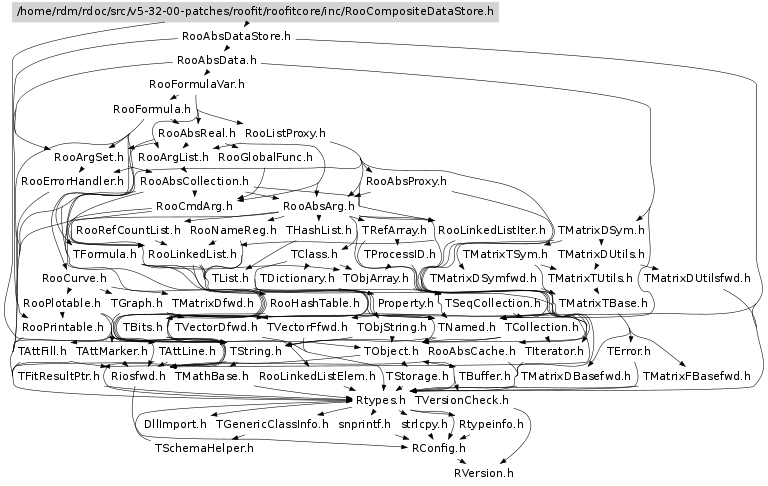 /home/rdm/rdoc/src/v5-32-00-patches/roofit/roofitcore/inc/RooCompositeDataStore.h
RooAbsDataStore.h
RooAbsData.h
RooFormulaVar.h
RooFormula.h
RooAbsReal.h RooListProxy.h
RooArgSet.h RooArgList.h RooGlobalFunc.h
RooErrorHandler.h RooAbsCollection.h RooAbsProxy.h
RooCmdArg.h RooAbsArg.h
RooRefCountList.h RooNameReg.h THashList.h TRefArray.h RooLinkedListIter.h TMatrixDSym.h
TFormula.h RooLinkedList.h TClass.h TProcessID.h TMatrixTSym.h TMatrixDUtils.h
RooCurve.h TList.h TDictionary.h TObjArray.h TMatrixDSymfwd.h TMatrixTUtils.h TMatrixDUtilsfwd.h
RooPlotable.h TGraph.h TMatrixDfwd.h RooHashTable.h Property.h TSeqCollection.h TMatrixTBase.h
RooPrintable.h TBits.h TVectorDfwd.h TVectorFfwd.h TObjString.h TNamed.h TCollection.h
TAttFill.h TAttMarker.h TAttLine.h TString.h TObject.h RooAbsCache.h TIterator.h TError.h
TFitResultPtr.h Riosfwd.h TMathBase.h RooLinkedListElem.h TStorage.h TBuffer.h TMatrixDBasefwd.h TMatrixFBasefwd.h
Rtypes.h TVersionCheck.h
DllImport.h TGenericClassInfo.h snprintf.h strlcpy.h Rtypeinfo.h
TSchemaHelper.h RConfig.h
RVersion.h